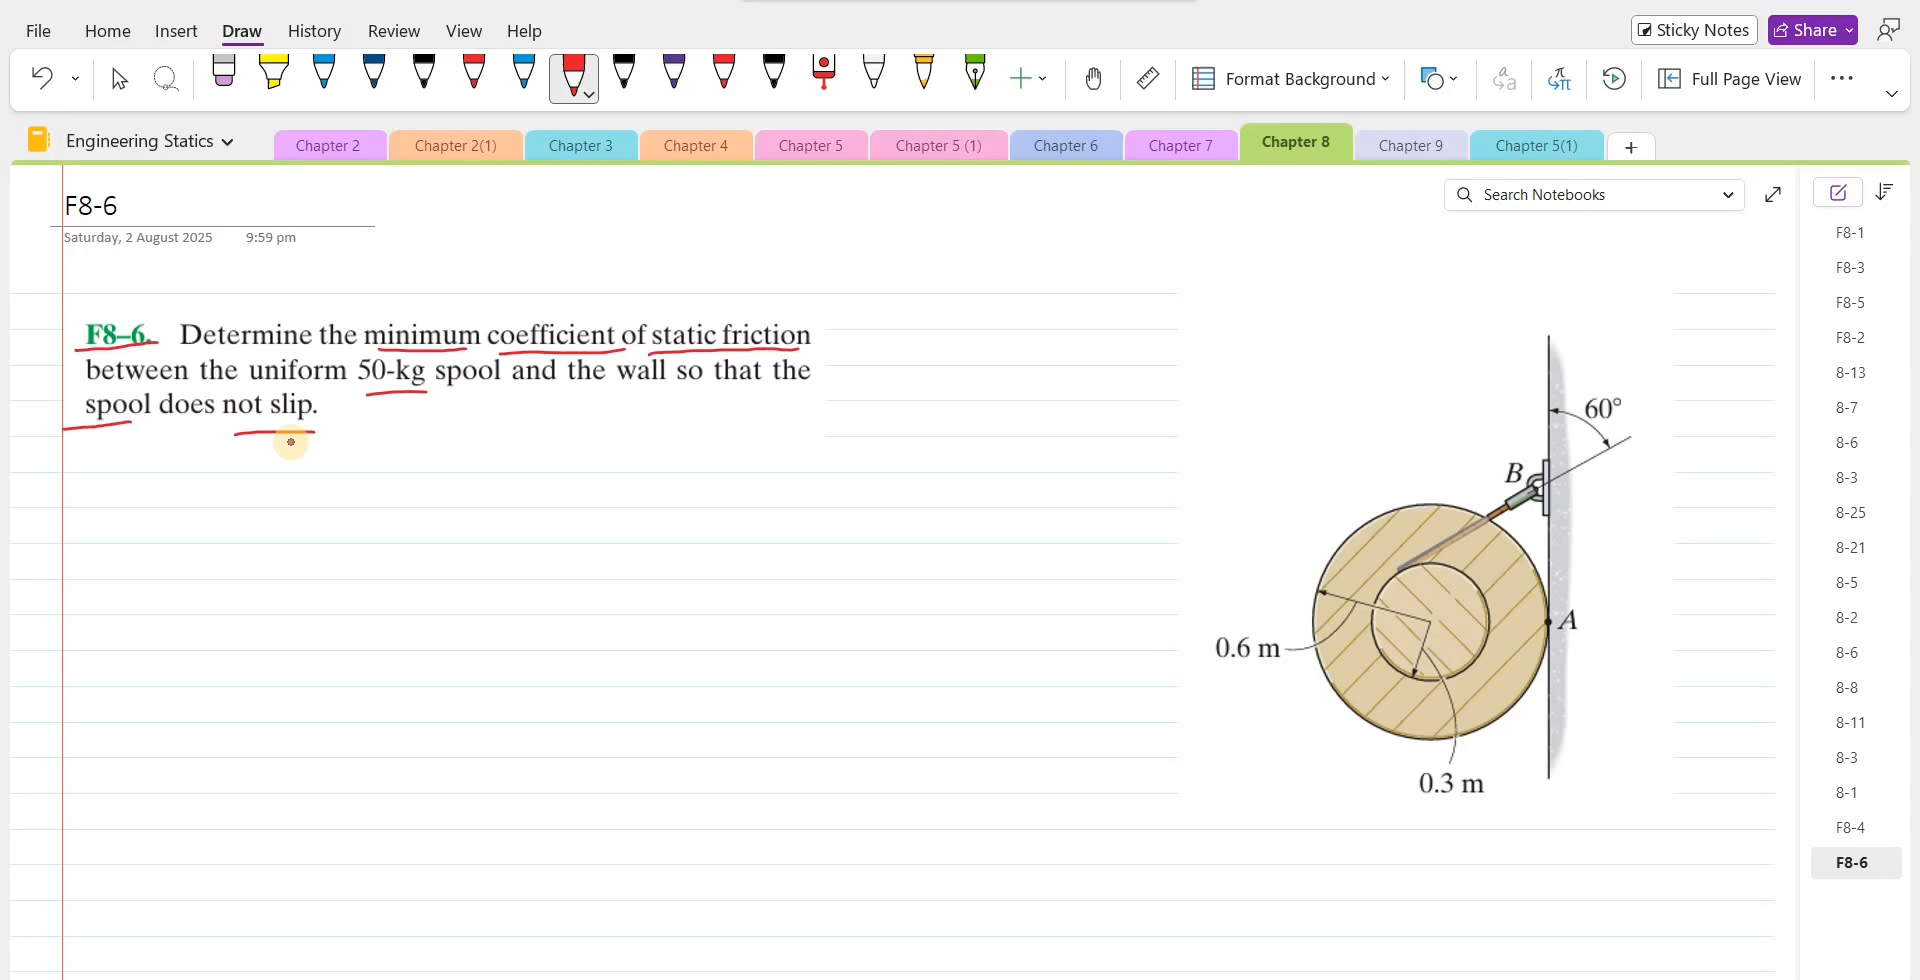 File Home Insert Draw History Review View Help
Sticky Notes Share
Format Background Full Page View
Engineering Statics Chapter 2 Chapter 2(1) Chapter 3 Chapter 4 Chapter 5 Chapter 5 (1) Chapter 6 Chapter 7 Chapter 8 Chapter 9 Chapter 5(1)
F8-6
Saturday, 2 August 2025 9:59 pm
Search Notebooks
F8–6. Determine the minimum coefficient of static friction
between the uniform 50-kg spool and the wall so that the
spool does not slip.
60°
B
A
0.6 m
0.3 m
F8-1
F8-3
F8-5
F8-2
8-13
8-7
8-6
8-3
8-25
8-21
8-5
8-2
8-6
8-8
8-11
8-3
8-1
F8-4
F8-6